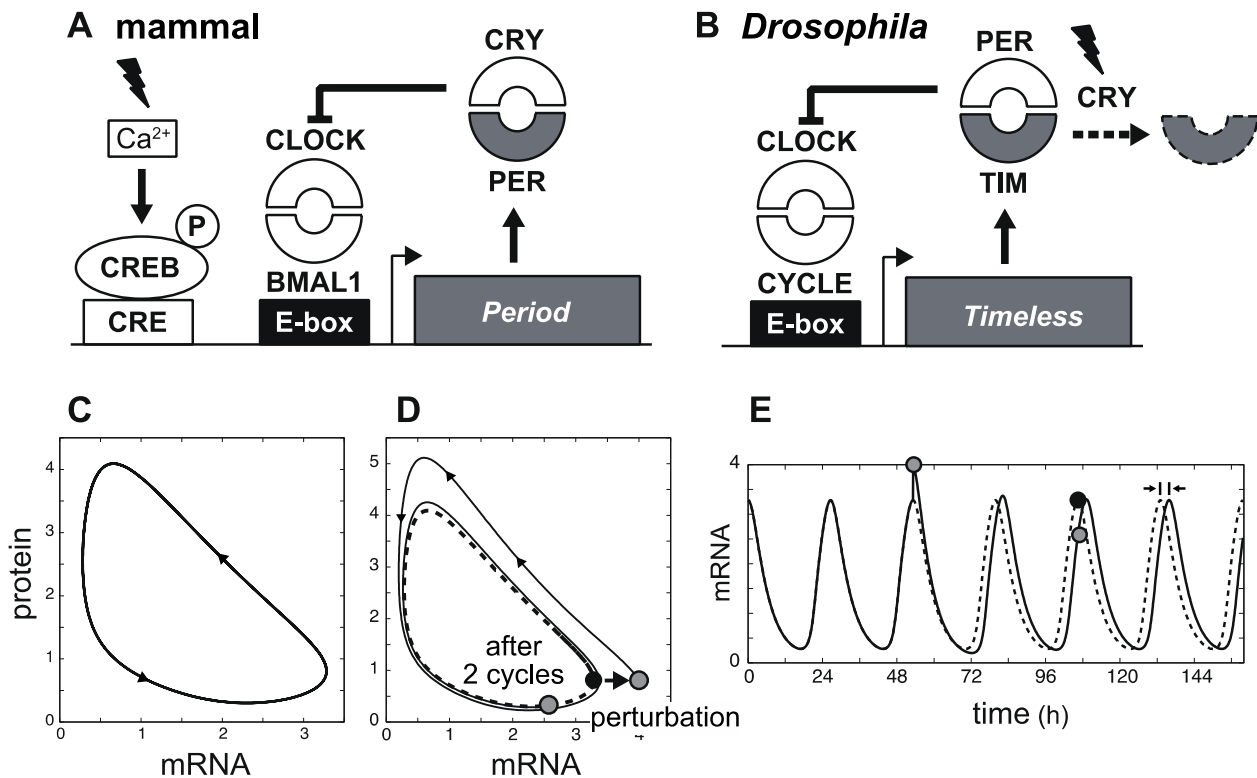 A mammal
Ca2+
P
CREB
CRE
CRY
CLOCK
PER
BMAL1
E-box
Period
B Drosophila
PER
CRY
CLOCK
TIM
CYCLE
E-box
Timeless
C
protein
4
3
2
1
0
0 1 2 3
mRNA
D
5
4
3
2
1
0
after
2 cycles
perturbation
0 1 2 3
mRNA
E
mRNA
4
0
0 24 48 72 96 120 144
time (h)